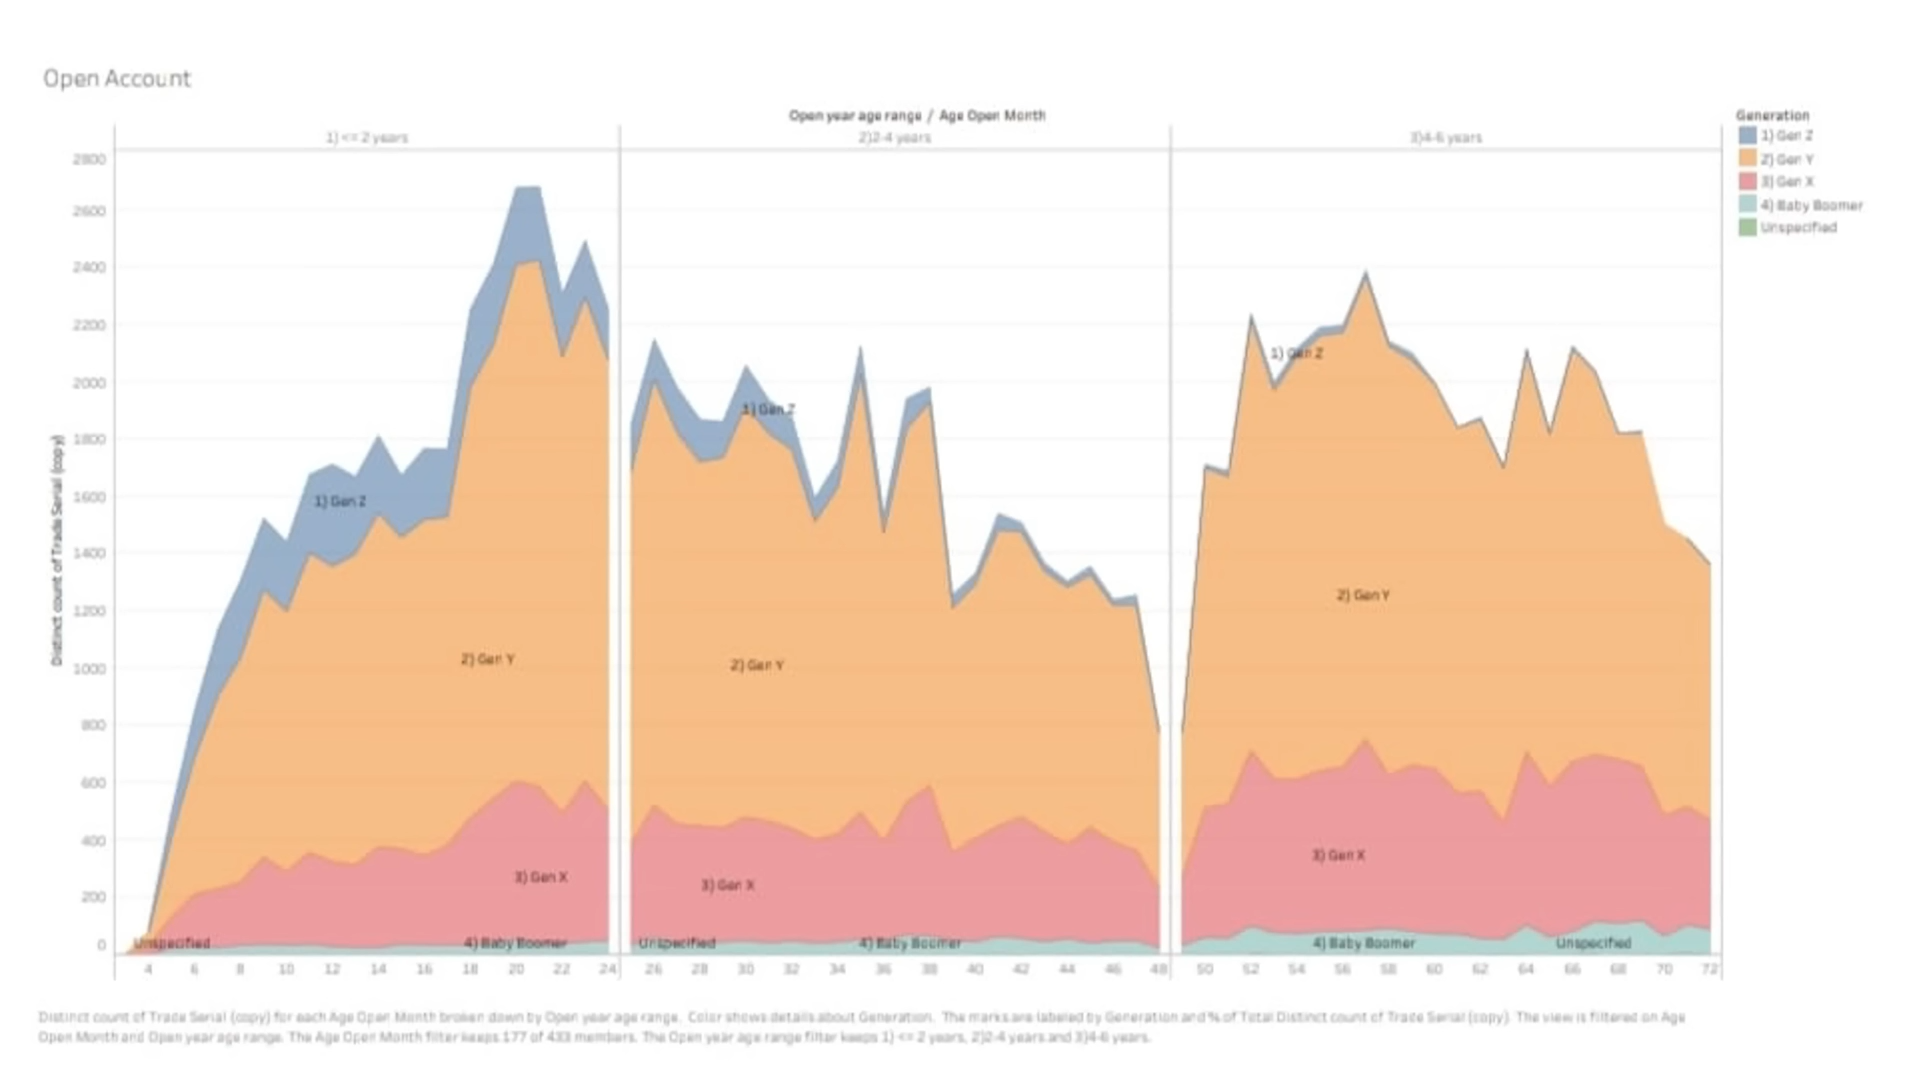 Open Account
Open year age range / Age Open Month
1) <= 2 years
2)2-4 years
3)4-6 years
Generation
1) Gen Z
2) Gen Y
3) Gen X
4) Baby Boomer
Unspecified
Distinct count of Trade Serial (copy)
2800
2600
2400
2200
2000
1800
1600
1400
1200
1000
800
600
400
200
0
1) Gen Z
2) Gen Y
3) Gen X
Unspecified
4) Baby Boomer
1) Gen Z
2) Gen Y
3) Gen X
Unspecified
4) Baby Boomer
1) Gen Z
2) Gen Y
3) Gen X
4) Baby Boomer
Unspecified
4 6 8 10 12 14 16 18 20 22 24 26 28 30 32 34 36 38 40 42 44 46 48 50 52 54 56 58 60 62 64 66 68 70 72
Distinct count of Trade Serial (copy) for each Age Open Month broken down by Open year age range. Color shows details about Generation. The marks are labeled by Generation and % of Total Distinct count of Trade Serial (copy). The view is filtered on Age
Open Month and Open year age range. The Age Open Month filter keeps 177 of 433 members. The Open year age range filter keeps 1) <= 2 years, 2)2-4 years and 3)4-6 years.